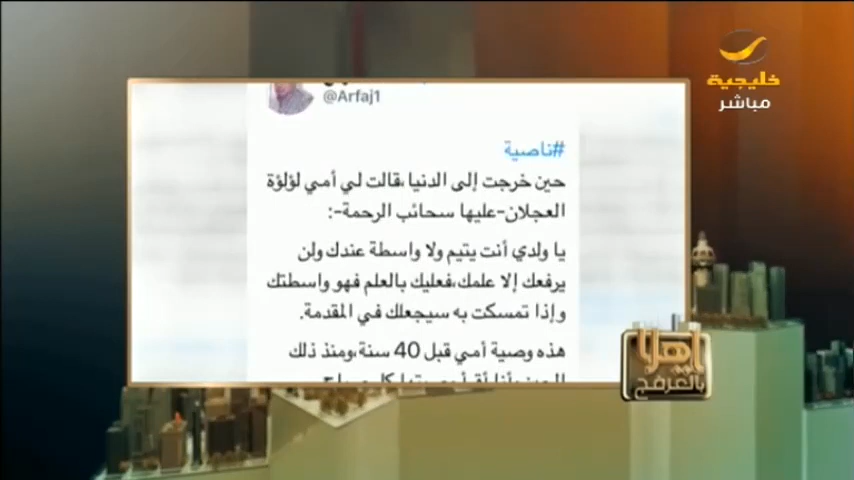 خليجية
مباشر
@Arfaj1
#ناصية
حين خرجت إلى الدنيا ،قالت لي أمي لؤلؤة
العجلان-عليها سحائب الرحمة-:
يا ولدي أنت يتيم ولا واسطة عندك ولن
يرفعك إلا علمك،فعليك بالعلم فهو واسطتك
وإذا تمسكت به سيجعلك في المقدمة.
هذه وصية أمي قبل 40 سنة،ومنذ ذلك
يا هلا
بالعرفج